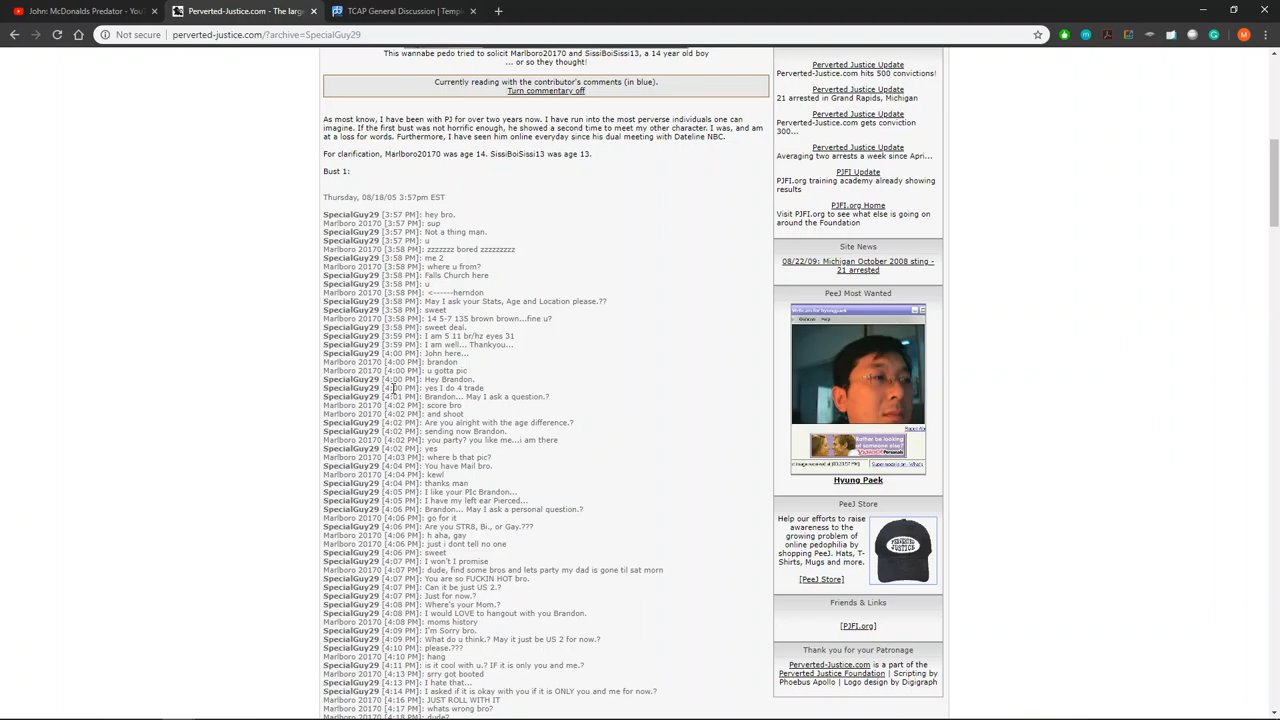 John: McDonalds Predator - You
Perverted-Justice.com - The large
TCAP General Discussion | Templ
Not secure
perverted-justice.com/?archive=SpecialGuy29
This wannabe pedo tried to solicit Marlboro20170 and SissiBoiSissi13, a 14 year old boy
... or so they thought!
Currently reading with the contributor's comments (in blue).
Turn commentary off
As most know, I have been with PJ for over two years now. I have run into the most perverse individuals one can
imagine. If the first bust was not horrific enough, he showed a second time to meet my other character. I was, and am
at a loss for words. Furthermore, I have seen him online everyday since his dual meeting with Dateline NBC.
For clarification, Marlboro20170 was age 14. SissiBoiSissi13 was age 13.
Bust 1:
Thursday, 08/18/05 3:57pm EST
SpecialGuy29 [3:57 PM]: hey bro.
Marlboro 20170 [3:57 PM]: sup
SpecialGuy29 [3:57 PM]: Not a thing man.
SpecialGuy29 [3:57 PM]: u
Marlboro 20170 [3:58 PM]: zzzzzzz bored zzzzzzzzz
SpecialGuy29 [3:58 PM]: me 2
Marlboro 20170 [3:58 PM]: where u from?
SpecialGuy29 [3:58 PM]: Falls Church here
SpecialGuy29 [3:58 PM]: u
Marlboro 20170 [3:58 PM]: <------herndon
SpecialGuy29 [3:58 PM]: May I ask your Stats, Age and Location please.??
SpecialGuy29 [3:58 PM]: sweet
Marlboro 20170 [3:58 PM]: 14 5-7 135 brown brown...fine u?
SpecialGuy29 [3:58 PM]: sweet deal.
SpecialGuy29 [3:59 PM]: I am 5 11 br/hz eyes 31
SpecialGuy29 [3:59 PM]: I am well... Thankyou...
SpecialGuy29 [4:00 PM]: John here...
Marlboro 20170 [4:00 PM]: brandon
Marlboro 20170 [4:00 PM]: u gotta pic
SpecialGuy29 [4:00 PM]: Hey Brandon.
SpecialGuy29 [4:00 PM]: yes I do 4 trade
SpecialGuy29 [4:01 PM]: Brandon... May I ask a question.?
Marlboro 20170 [4:02 PM]: score bro
Marlboro 20170 [4:02 PM]: and shoot
SpecialGuy29 [4:02 PM]: Are you alright with the age difference.?
SpecialGuy29 [4:02 PM]: sending now Brandon.
Marlboro 20170 [4:02 PM]: you party? you like me...i am there
SpecialGuy29 [4:02 PM]: yes
Marlboro 20170 [4:03 PM]: where b that pic?
SpecialGuy29 [4:04 PM]: You have Mail bro.
Marlboro 20170 [4:04 PM]: kewl
SpecialGuy29 [4:04 PM]: thanks man
SpecialGuy29 [4:05 PM]: I like your PIc Brandon...
SpecialGuy29 [4:05 PM]: I have my left ear Pierced...
SpecialGuy29 [4:06 PM]: Brandon... May I ask a personal question.?
Marlboro 20170 [4:06 PM]: go for it
SpecialGuy29 [4:06 PM]: Are you STR8, Bi., or Gay.???
Marlboro 20170 [4:06 PM]: h aha, gay
Marlboro 20170 [4:06 PM]: just i dont tell no one
SpecialGuy29 [4:06 PM]: sweet
SpecialGuy29 [4:07 PM]: I won't I promise
Marlboro 20170 [4:07 PM]: dude, find some bros and lets party my dad is gone til sat morn
SpecialGuy29 [4:07 PM]: You are so FUCKIN HOT bro.
SpecialGuy29 [4:07 PM]: Can it be just US 2.?
SpecialGuy29 [4:07 PM]: Just for now.?
SpecialGuy29 [4:08 PM]: Where's your Mom.?
SpecialGuy29 [4:08 PM]: I would LOVE to hangout with you Brandon.
Marlboro 20170 [4:08 PM]: moms history
SpecialGuy29 [4:09 PM]: I'm Sorry bro.
SpecialGuy29 [4:09 PM]: What do u think.? May it just be US 2 for now.?
SpecialGuy29 [4:10 PM]: please.???
Marlboro 20170 [4:10 PM]: hang
SpecialGuy29 [4:11 PM]: is it cool with u.? IF it is only you and me.?
Marlboro 20170 [4:13 PM]: srry got booted
SpecialGuy29 [4:13 PM]: I hate that...
SpecialGuy29 [4:14 PM]: I asked if it is okay with you if it is ONLY you and me for now.?
Marlboro 20170 [4:16 PM]: JUST ROLL WITH IT
Marlboro 20170 [4:17 PM]: whats wrong bro?
Marlboro 20170 [4:18 PM]: dude?
Perverted Justice Update
Perverted-Justice.com hits 500 convictions!
Perverted Justice Update
21 arrested in Grand Rapids, Michigan
Perverted Justice Update
Perverted-Justice.com gets conviction
300...
Perverted Justice Update
Averaging two arrests a week since Apri...
PJFI Update
PJFI.org training academy already showing
results
PJFI.org Home
Visit PJFI.org to see what else is going on
around the Foundation
Site News
08/22/09: Michigan October 2008 sting -
21 arrested
PeeJ Most Wanted
Hyung Paek
PeeJ Store
Help our efforts to raise
awareness to the
growing problem of
online pedophilia by
shopping PeeJ. Hats, T-
Shirts, Mugs and more.
[PeeJ Store]
Friends & Links
[PJFI.org]
Thank you for your Patronage
Perverted-Justice.com is a part of the
Perverted Justice Foundation | Scripting by
Phoebus Apollo | Logo design by Digigraph